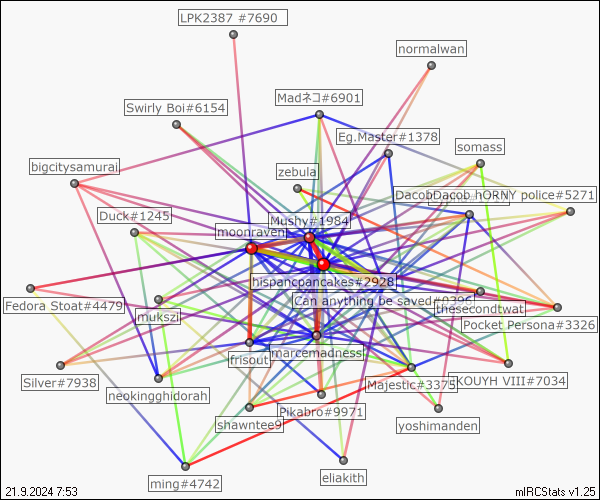 LPK2387 #7690
normalwan
Madネコ#6901
Swirly Boi#6154
Eg.Master#1378
somass
bigcitysamurai
zebula
DacobDacob hORNY police#5271
Duck#1245
Mushy#1984
moonraven
hispancpancakes#2928
Can anything be saved#0396
Fedora Stoat#4479
mukszi
thesecondtwat
Pocket Persona#3326
frisout
marcemadness
Silver#7938
neokingghidorah
Majestic#3375
KOUYH VIII#7034
shawntee9
Pikabro#9971
yoshimanden
ming#4742
eliakith
21.9.2024 7:53
mIRCStats v1.25